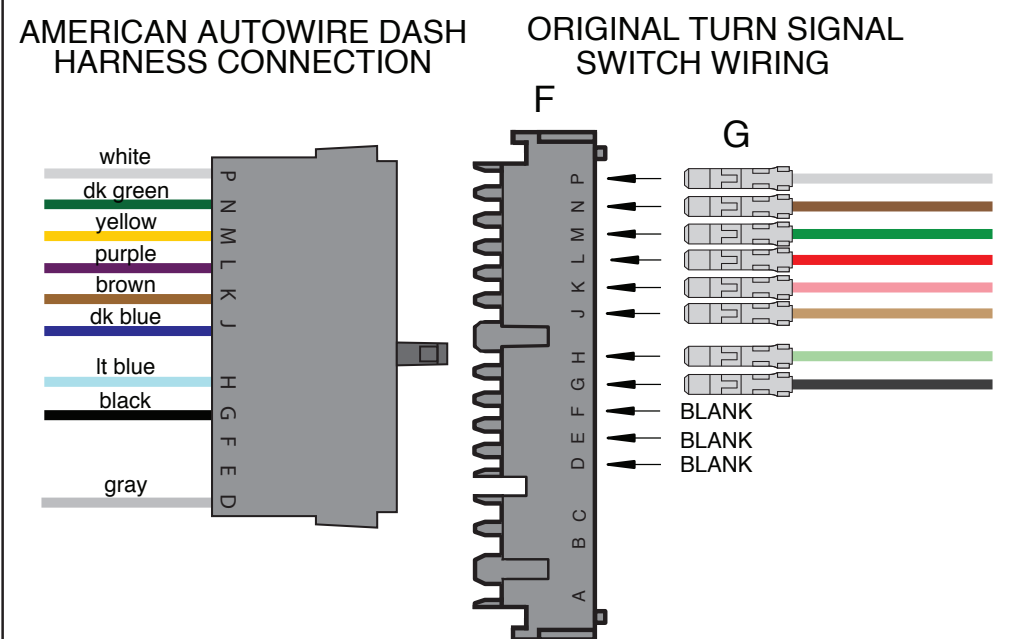 AMERICAN AUTOWIRE DASH
HARNESS CONNECTION
ORIGINAL TURN SIGNAL
SWITCH WIRING
F
G
white
dk green
yellow
purple
brown
dk blue
lt blue
black
gray
P
N
M
L
K
J
H
G
F
E
D
P
N
M
L
K
J
H
G
F
E
D
C
B
A
BLANK
BLANK
BLANK